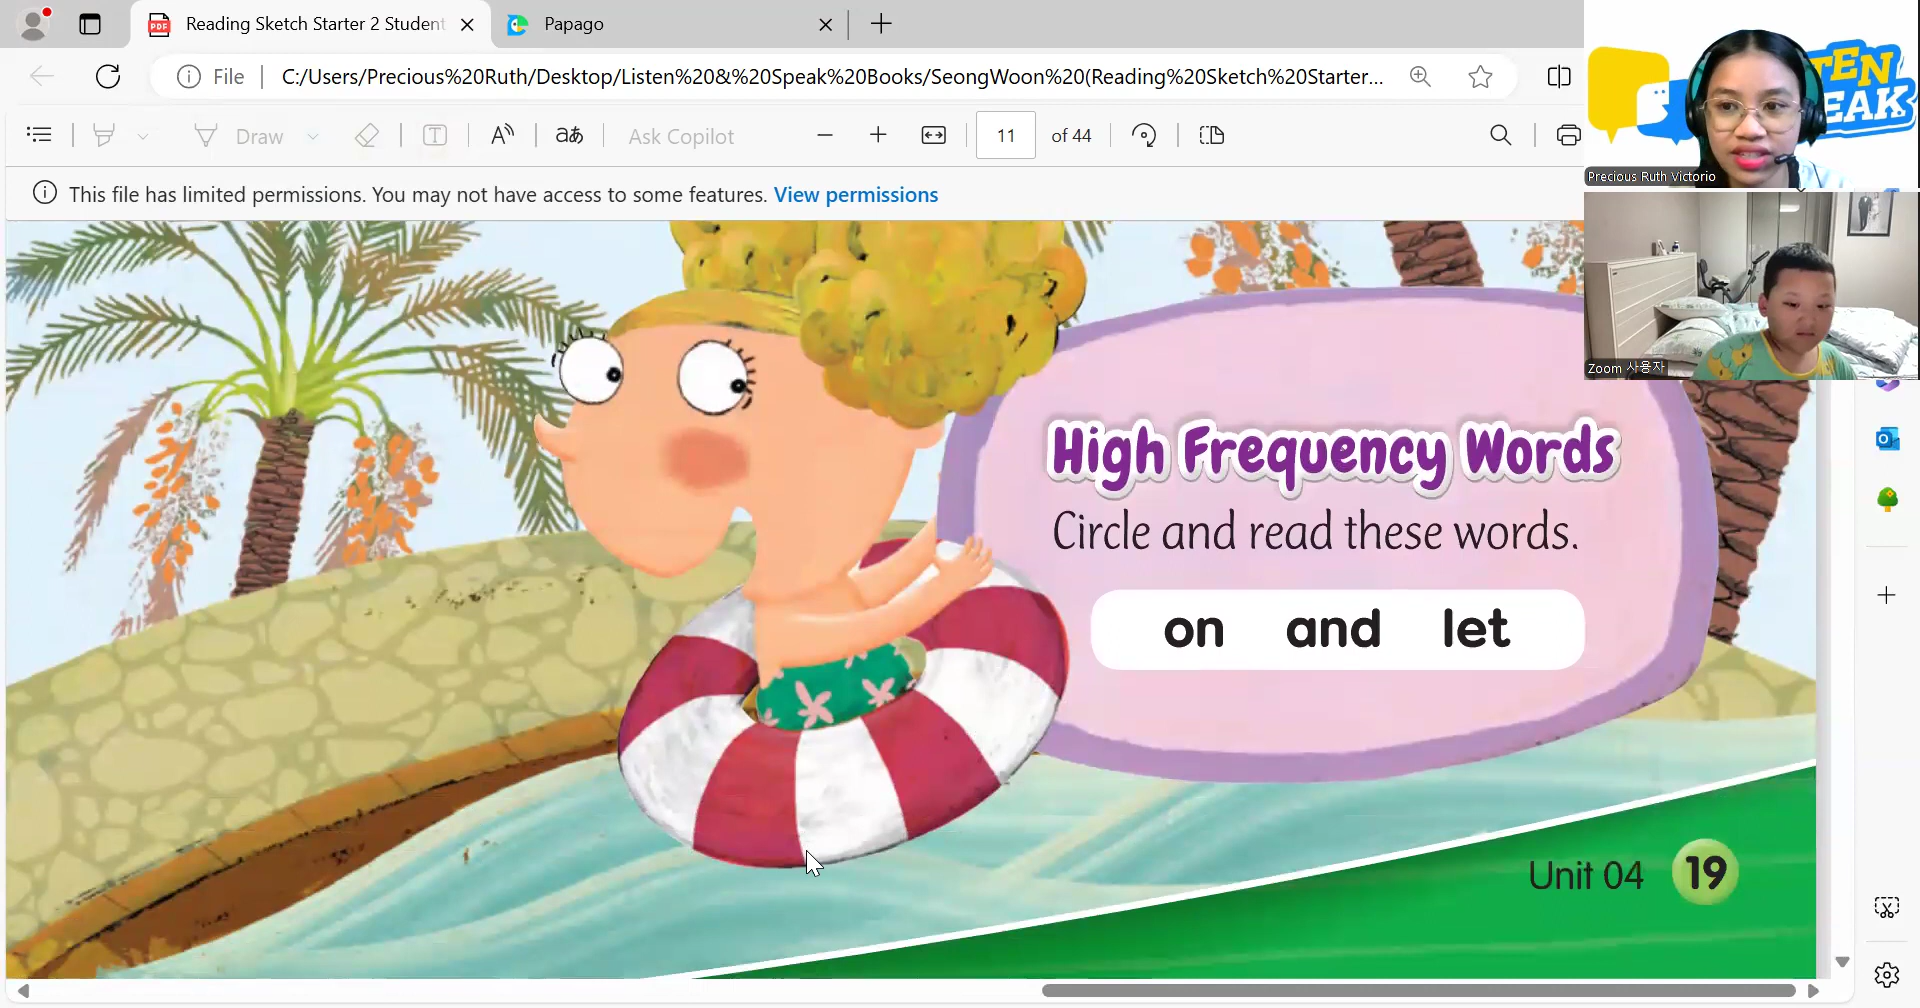 Reading Sketch Starter 2 Student
Papago
File
C:/Users/Precious%20Ruth/Desktop/Listen%20&%20Speak%20Books/SeongWoon%20(Reading%20Sketch%20Starter...
Draw
Ask Copilot
11 of 44
This file has limited permissions. You may not have access to some features. View permissions
TEN
EAK
Precious Ruth Victorio
Zoom 사용자
High Frequency Words
Circle and read these words.
on and let
Unit 04 19